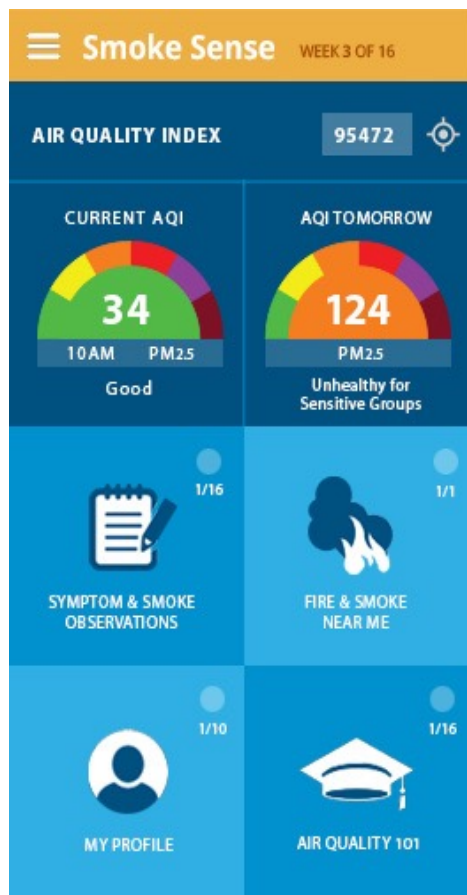 Smoke Sense WEEK 3 OF 16
AIR QUALITY INDEX 95472
CURRENT AQI
34
10AM PM2.5
Good
AQI TOMORROW
124
PM2.5
Unhealthy for
Sensitive Groups
1/16
SYMPTOM & SMOKE
OBSERVATIONS
1/1
FIRE & SMOKE
NEAR ME
1/10
MY PROFILE
1/16
AIR QUALITY 101